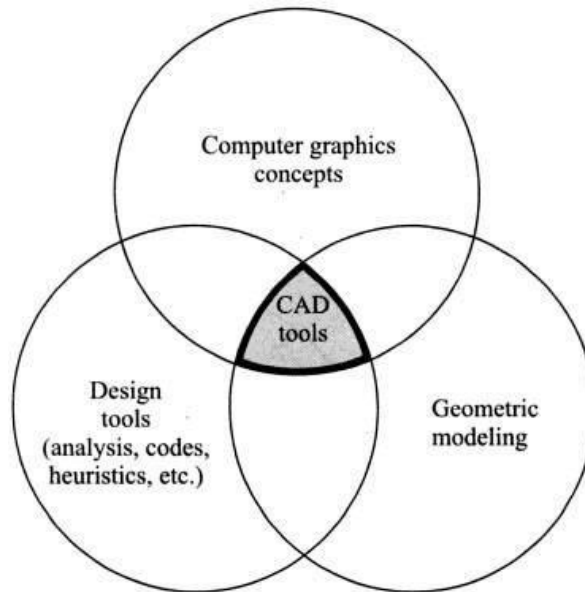 Computer graphics
concepts
CAD
tools
Design
tools
(analysis, codes,
heuristics, etc.)
Geometric
modeling